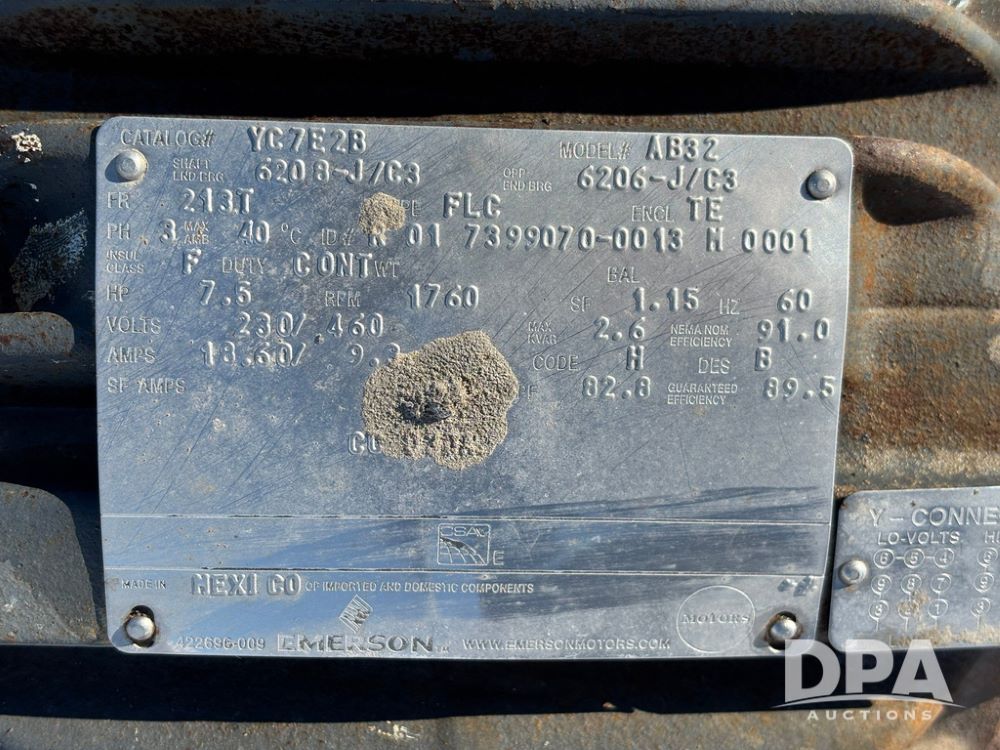 CATALOG# YC7E2B MODEL# AB32
SHAFT END BRG 6208-J/C3 OPP END BRG 6206-J/C3
FR 213T FLC ENCL TE
PH 3 MAX AMB 40 °C ID# R 01 7399070-0013 M 0001
INSUL CLASS F DUTY CONT WT BAL
HP 7.5 RPM 1760 SF 1.15 HZ 60
VOLTS 230/ 460 MAX KVAR 2.6 NEMA NOM EFFICIENCY 91.0
AMPS 18.60/ 9.3 CODE H DES B
SF AMPS 82.8 GUARANTEED EFFICIENCY 89.5
CSA E
MADE IN MEXICO OF IMPORTED AND DOMESTIC COMPONENTS
422696-009 EMERSON™ WWW.EMERSONMOTORS.COM MOTORS
Y-CONNE
LO-VOLTS HI
6-5-4
9 8 7
DPA
AUCTIONS